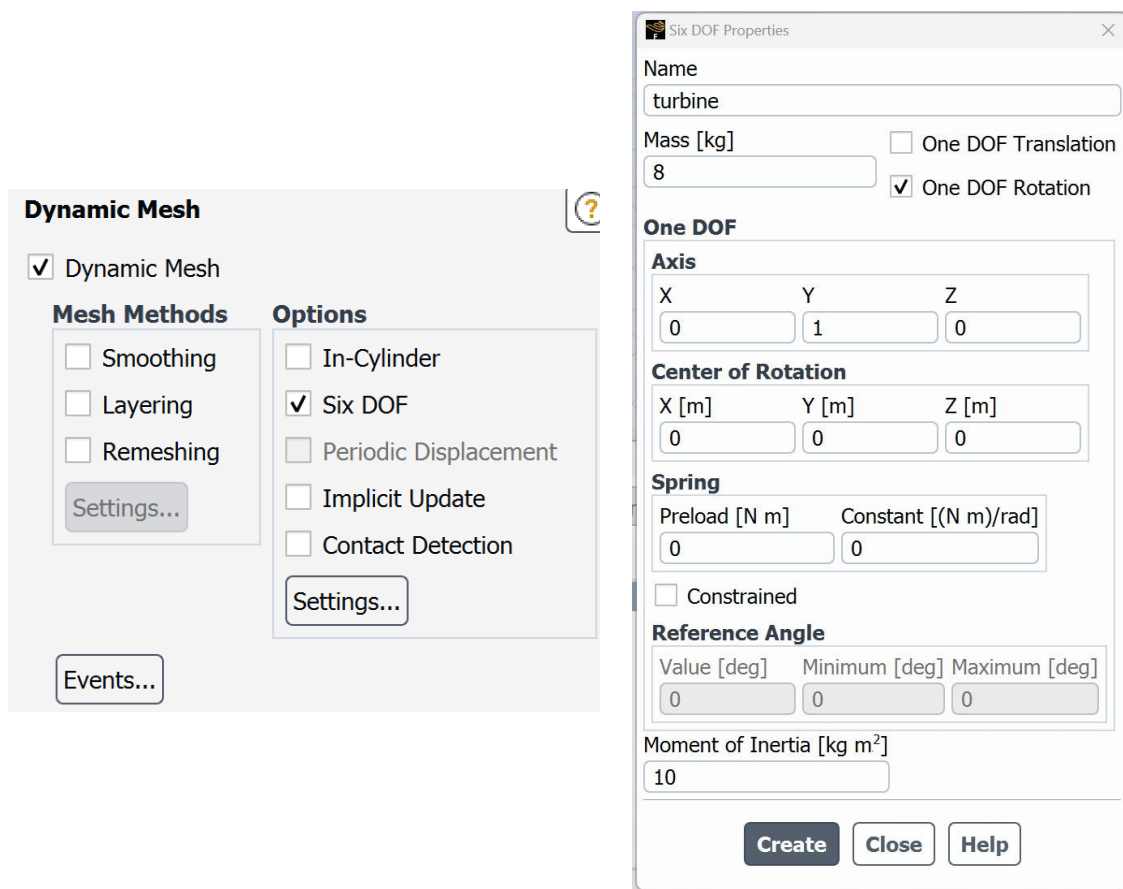 Dynamic Mesh
?
Dynamic Mesh
Mesh Methods
Smoothing
Layering
Remeshing
Settings...
Options
In-Cylinder
Six DOF
Periodic Displacement
Implicit Update
Contact Detection
Settings...
Events...
F
Six DOF Properties
Name
turbine
Mass [kg]
8
One DOF Translation
One DOF Rotation
One DOF
Axis
X Y Z
0 1 0
Center of Rotation
X [m] Y [m] Z [m]
0 0 0
Spring
Preload [N m] Constant [(N m)/rad]
0 0
Constrained
Reference Angle
Value [deg] Minimum [deg] Maximum [deg]
0 0 0
Moment of Inertia [kg m²]
10
Create Close Help